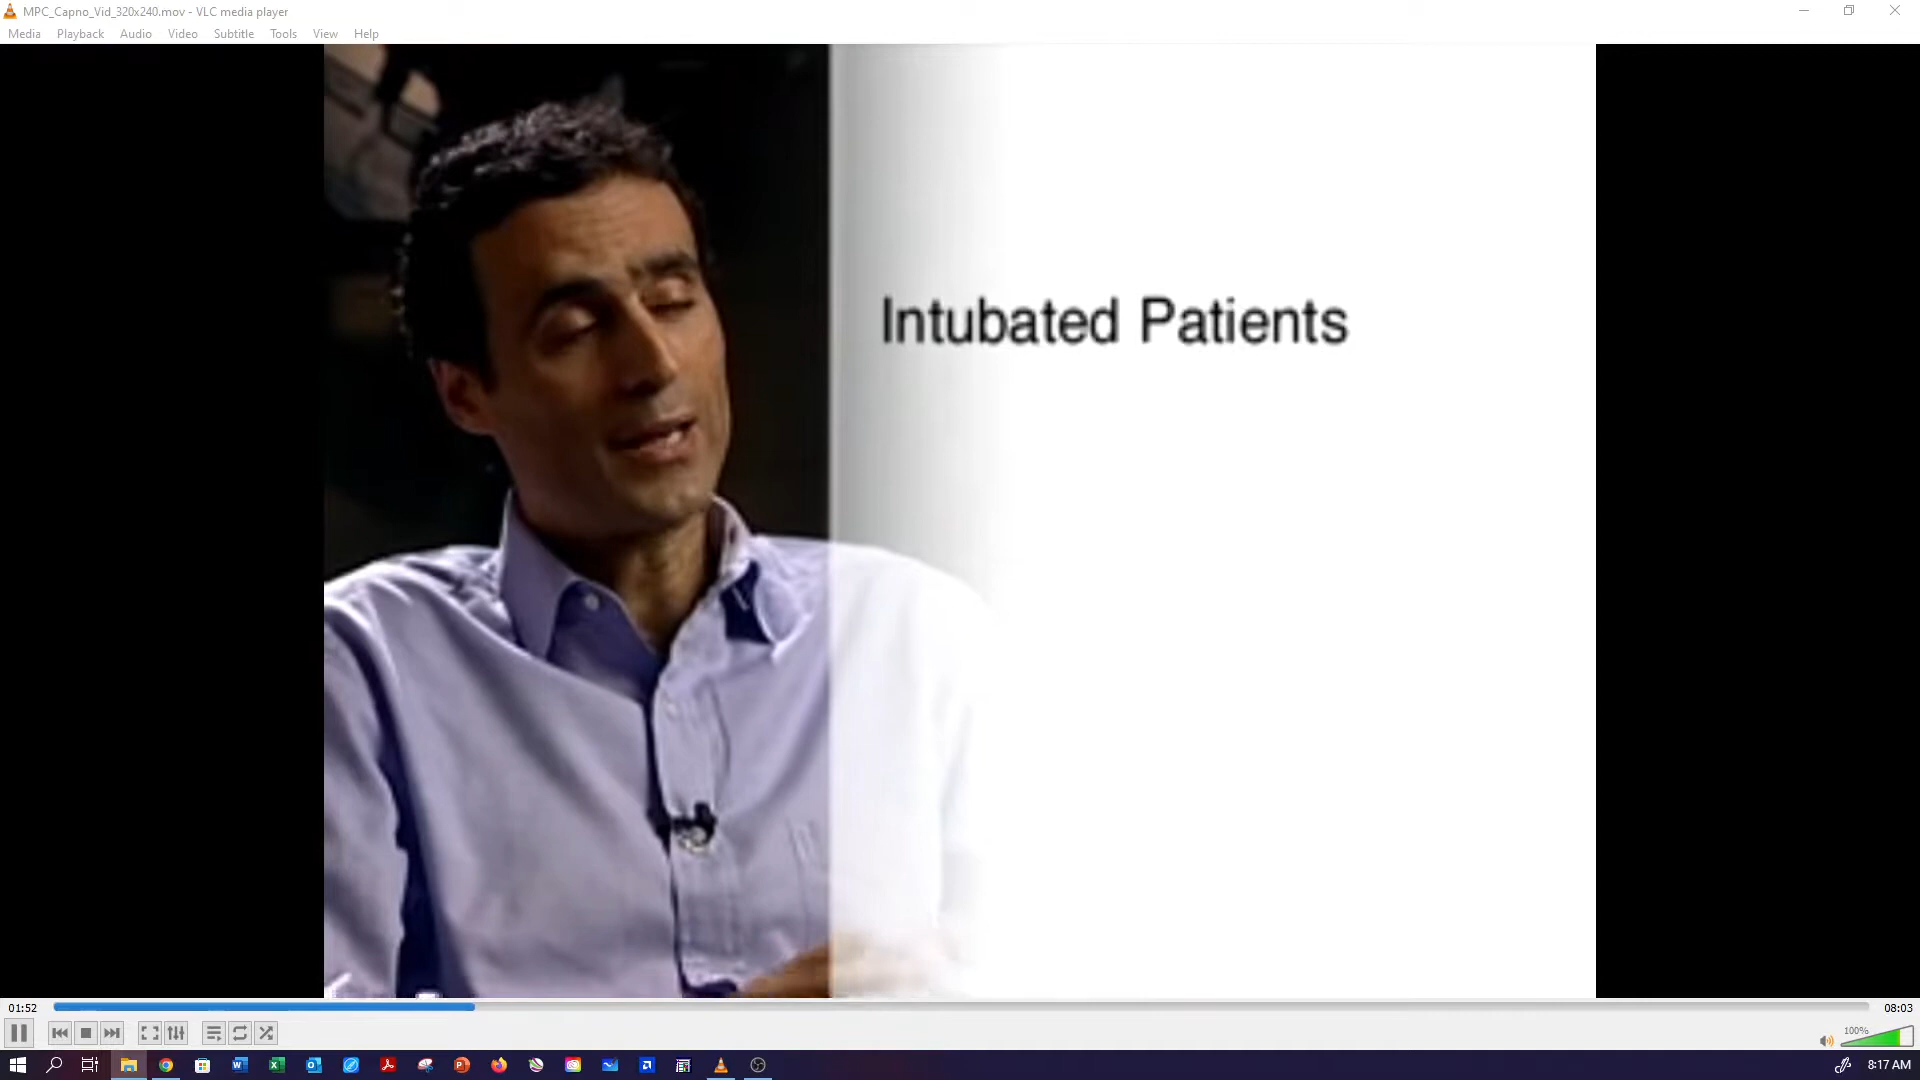 MPC_Capno_Vid_320x240.mov - VLC media player
Media Playback Audio Video Subtitle Tools View Help
Intubated Patients
01:52
08:03
100%
8:17 AM